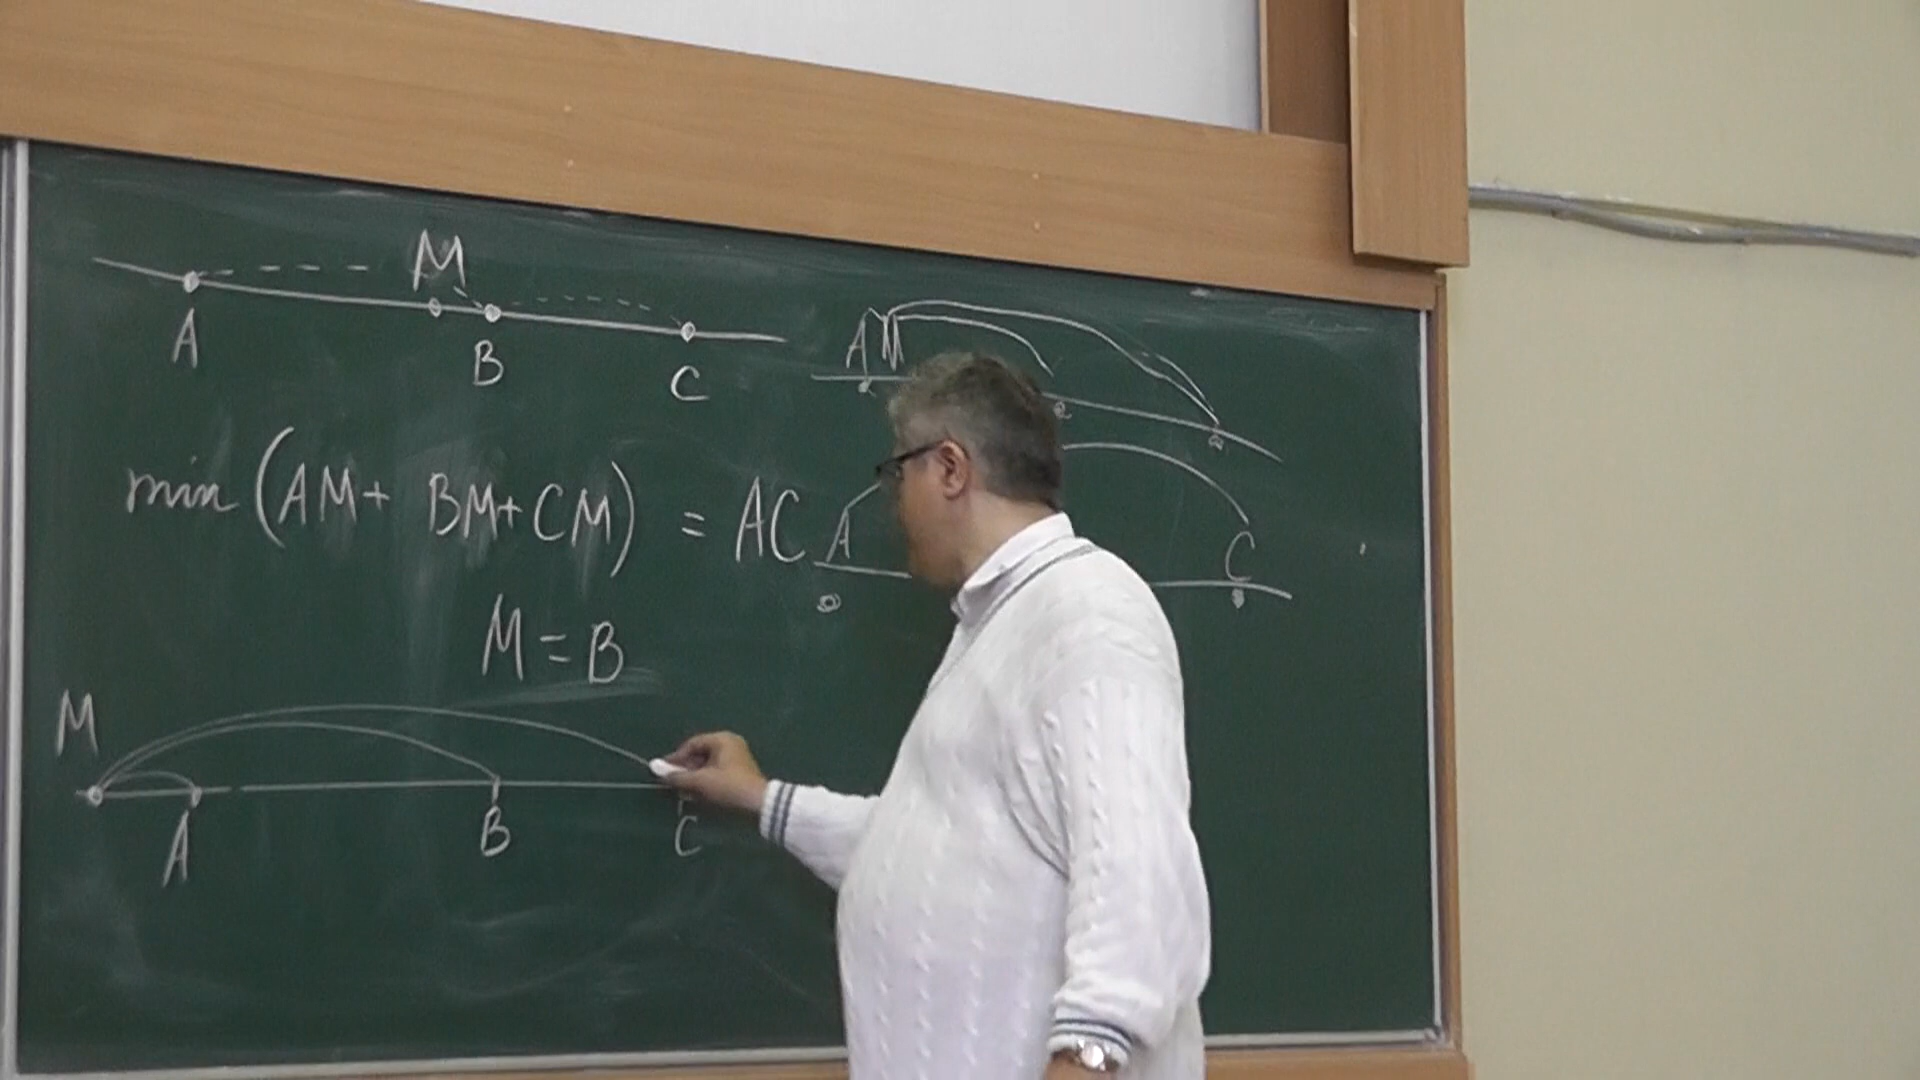 M
A B C
A M
min (AM + BM + CM) = AC
A C
M = B
M
A B C